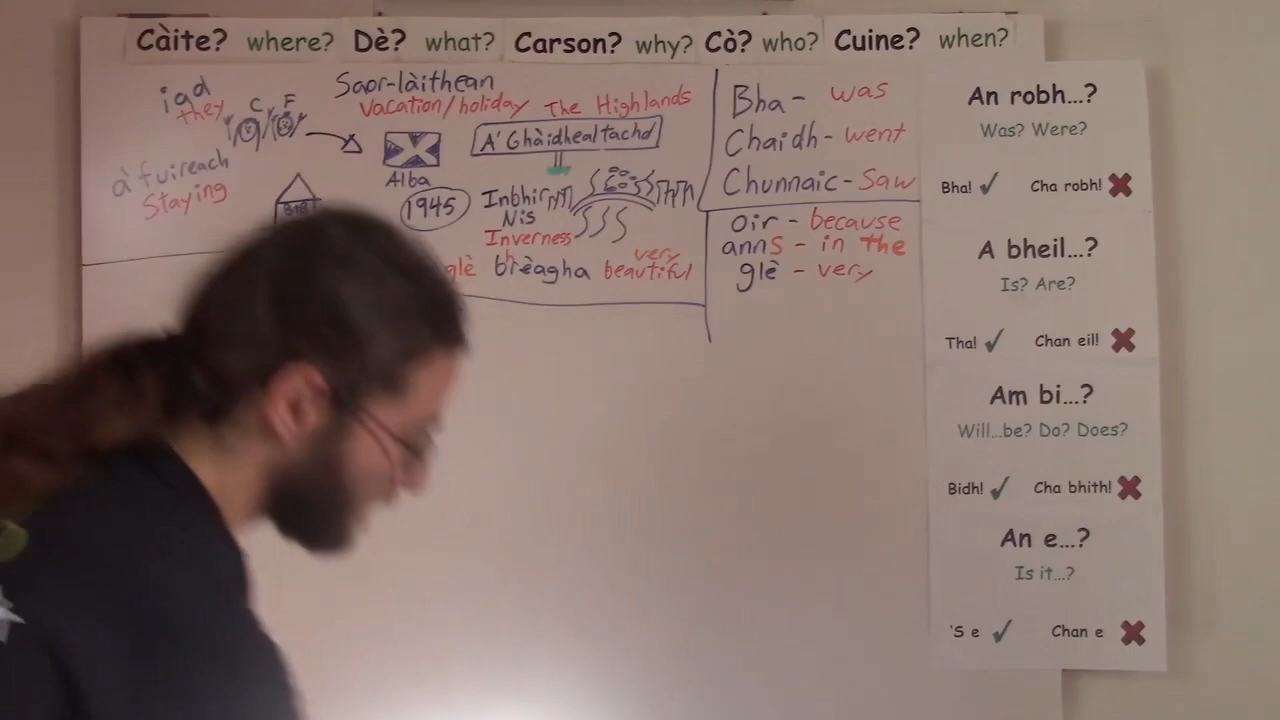 Càite? where? Dè? what? Carson? why? Cò? who? Cuine? when?
iad
they
C F
Saor-làithean
Vacation/holiday The Highlands
A' Ghàidhealtachd
Alba
à fuireach
Staying
B&B
1945
Inbhir
Nis
Inverness
glè brèagha very beautiful
h
Bha - was
Chaidh - went
Chunnaic - Saw
oir - because
anns - in the
glè - very
An robh...?
Was? Were?
Bha! Cha robh!
A bheil...?
Is? Are?
Tha! Chan eil!
Am bi...?
Will...be? Do? Does?
Bidh! Cha bhith!
An e...?
Is it...?
'S e Chan e